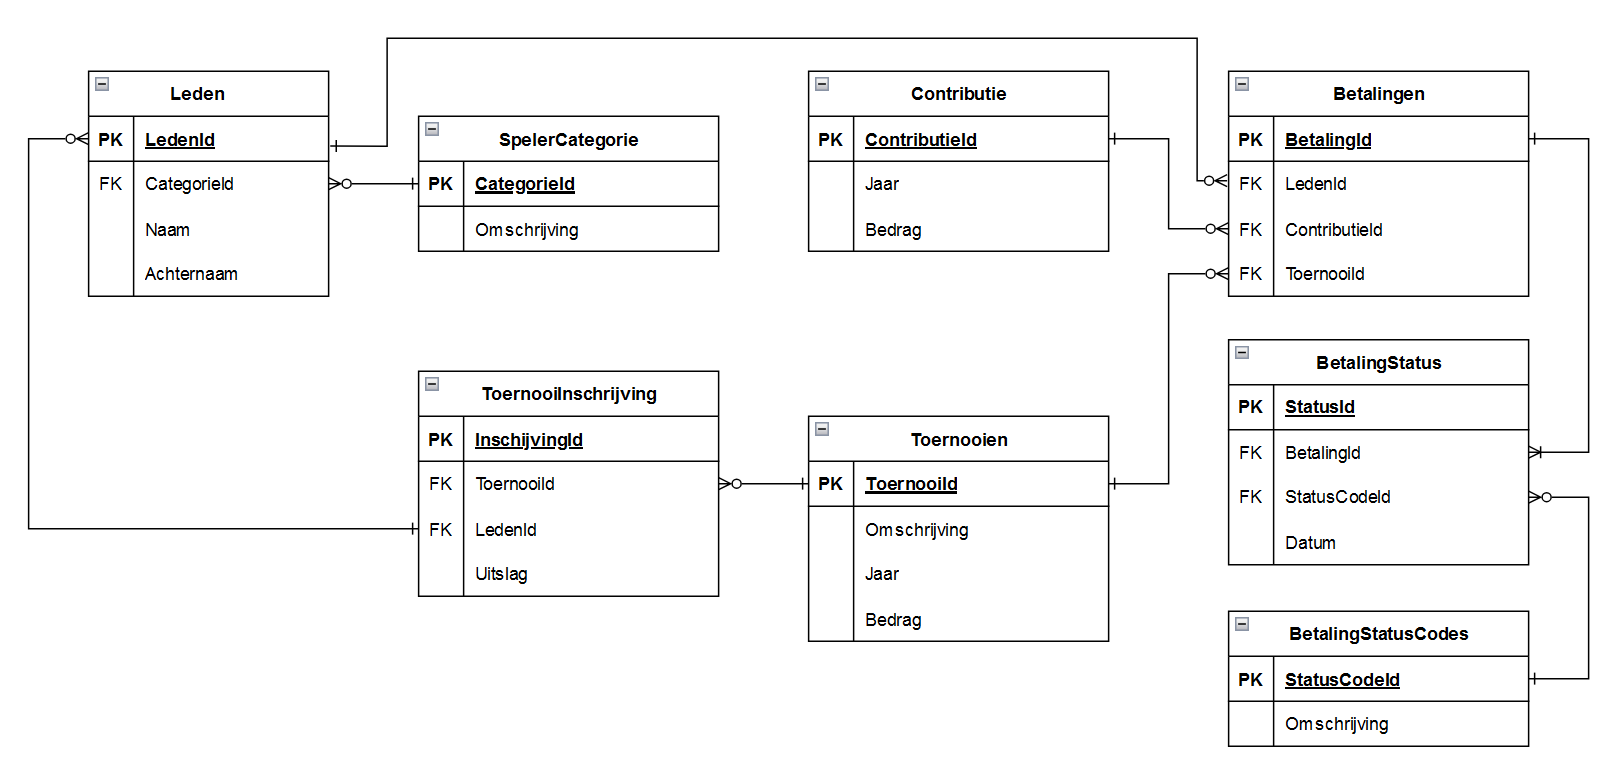 Leden
PK LedenId
FK CategorieId
Naam
Achternaam
SpelerCategorie
PK CategorieId
Omschrijving
Contributie
PK ContributieId
Jaar
Bedrag
Betalingen
PK BetalingId
FK LedenId
FK ContributieId
FK ToernooiId
ToernooiInschrijving
PK InschijvingId
FK ToernooiId
FK LedenId
Uitslag
Toernooien
PK ToernooiId
Omschrijving
Jaar
Bedrag
BetalingStatus
PK StatusId
FK BetalingId
FK StatusCodeId
Datum
BetalingStatusCodes
PK StatusCodeId
Omschrijving